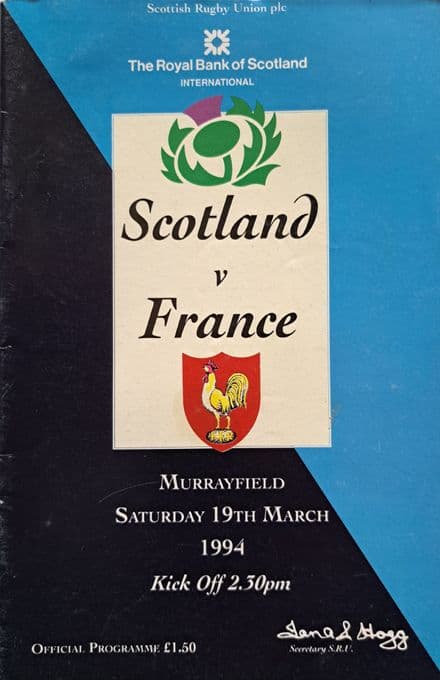 Scottish Rugby Union plc
The Royal Bank of Scotland
INTERNATIONAL
Scotland
v
France
MURRAYFIELD
SATURDAY 19TH MARCH
1994
Kick Off 2.30pm
OFFICIAL PROGRAMME £1.50
Secretary S.R.U.